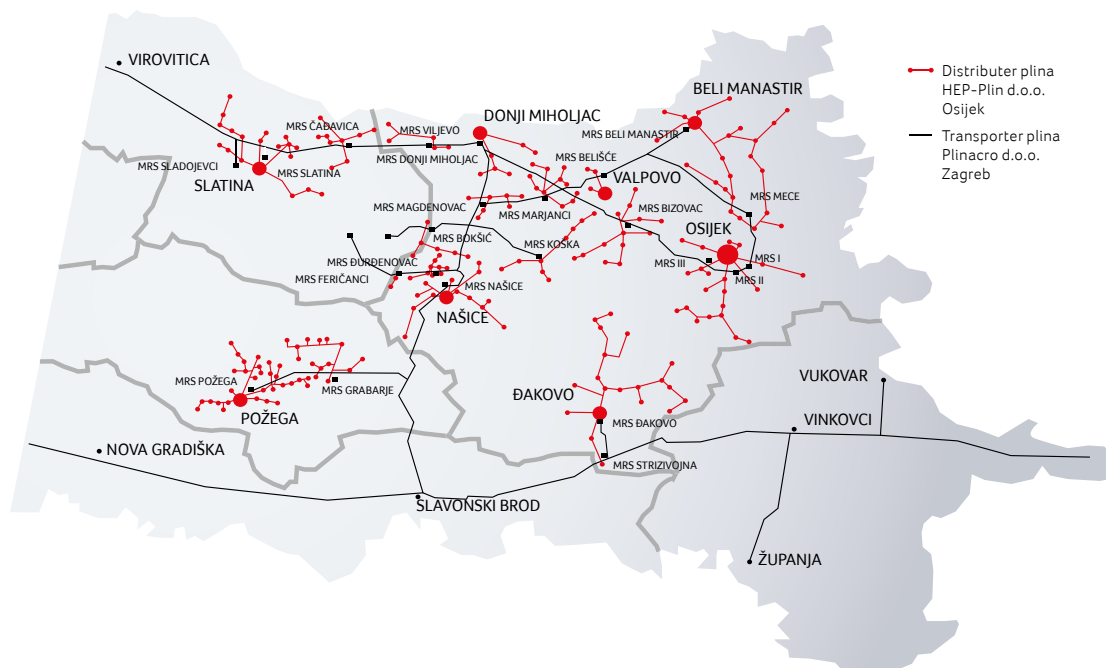 VIROVITICA
BELI MANASTIR
Distributer plina
HEP-Plin d.o.o.
Osijek
Transporter plina
Plinacro d.o.o.
Zagreb
DONJI MIHOLJAC
MRS ČAĐAVICA
MRS VILJEVO
MRS BELI MANASTIR
MRS DONJI MIHOLJAC
MRS BELIŠĆE
MRS SLADOJEVCI
MRS SLATINA
SLATINA
VALPOVO
MRS MECE
MRS MAGDENOVAC
MRS MARJANCI
MRS BIZOVAC
OSIJEK
MRS BOKŠIĆ
MRS KOSKA
MRS ĐURĐENOVAC
MRS III
MRS I
MRS FERIČANCI
MRS NAŠICE
MRS II
NAŠICE
MRS POŽEGA
MRS GRABARJE
POŽEGA
ĐAKOVO
VUKOVAR
MRS ĐAKOVO
VINKOVCI
NOVA GRADIŠKA
MRS STRIZIVOJNA
SLAVONSKI BROD
ŽUPANJA